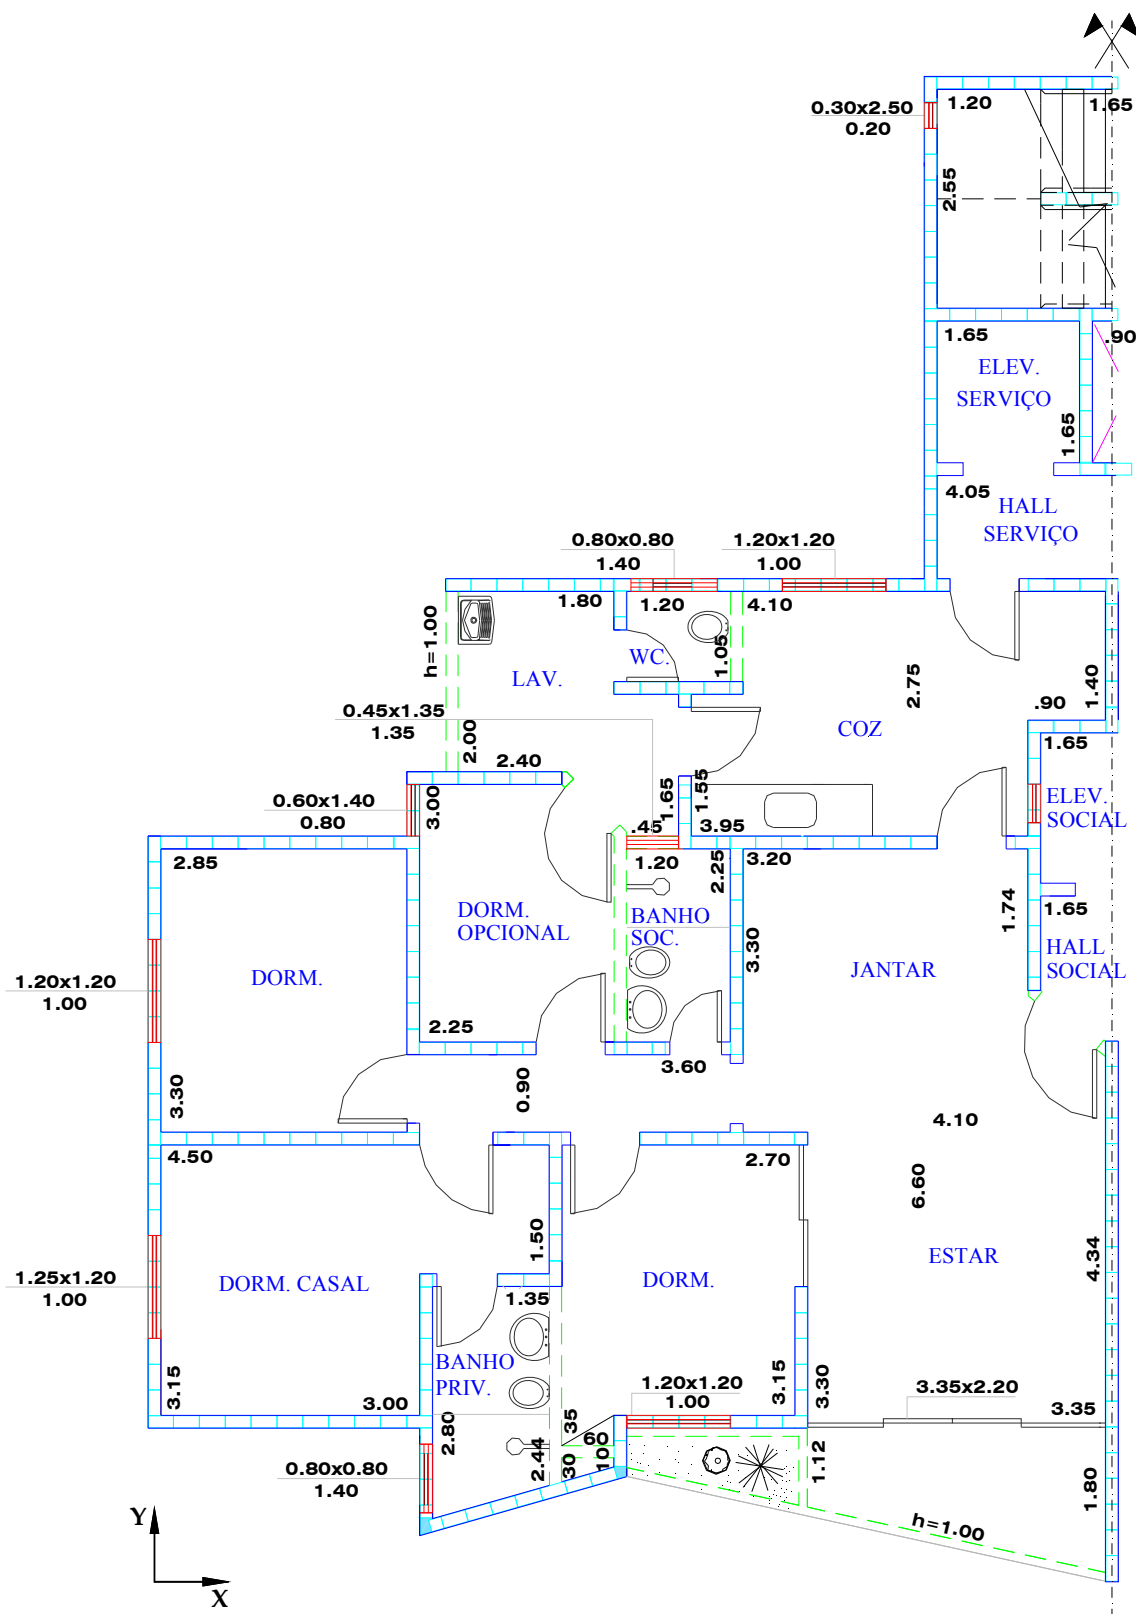 1.20
1.65
0.30x2.50
0.20
2.55
1.65
.90
ELEV.
SERVIÇO
1.65
4.05
HALL
SERVIÇO
0.80x0.80
1.40
1.20x1.20
1.00
1.80
1.20
4.10
h=1.00
WC.
1.05
LAV.
2.75
1.40
.90
0.45x1.35
1.35
COZ
1.65
2.00
2.40
0.60x1.40
0.80
3.00
1.65
1.55
ELEV.
SOCIAL
.45
3.95
2.85
1.20
2.25
3.20
DORM.
OPCIONAL
BANHO
SOC.
1.74
1.65
3.30
HALL
SOCIAL
1.20x1.20
1.00
DORM.
JANTAR
2.25
3.60
3.30
0.90
4.10
4.50
2.70
6.60
1.50
ESTAR
4.34
1.25x1.20
1.00
DORM. CASAL
DORM.
1.35
BANHO
PRIV.
3.15
3.00
1.20x1.20
1.00
3.15
3.30
3.35x2.20
3.35
2.80
35
60
0.80x0.80
1.40
2.44
30
100
1.12
1.80
h=1.00
Y
X